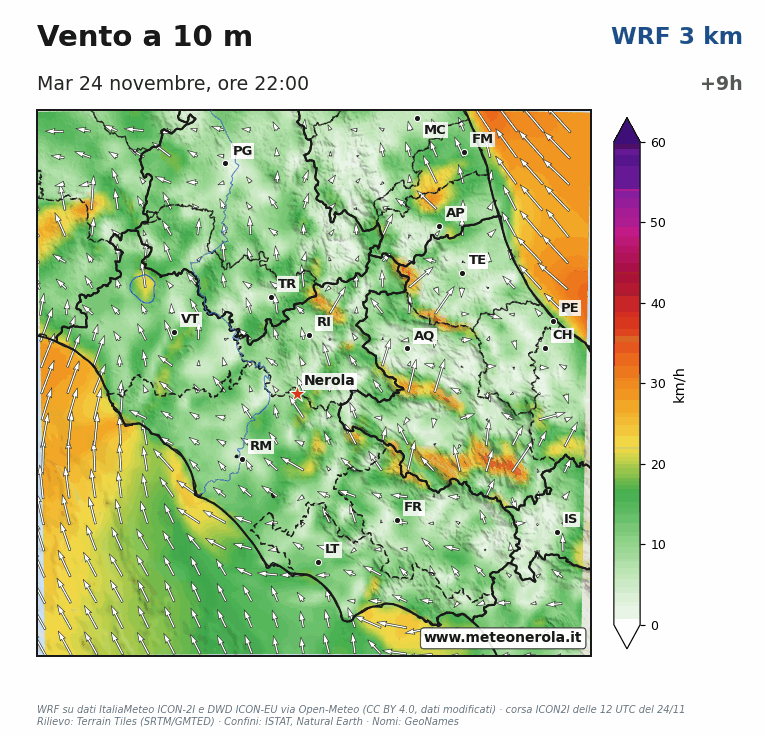 Vento a 10 m
WRF 3 km
Mar 24 novembre, ore 22:00
+9h
MC
FM
PG
AP
TE
TR
PE
VT
RI
AQ
CH
Nerola
RM
FR
IS
LT
www.meteonerola.it
60
50
40
30
20
10
0
km/h
WRF su dati ItaliaMeteo ICON-2I e DWD ICON-EU via Open-Meteo (CC BY 4.0, dati modificati) · corsa ICON2I delle 12 UTC del 24/11
Rilievo: Terrain Tiles (SRTM/GMTED) · Confini: ISTAT, Natural Earth · Nomi: GeoNames